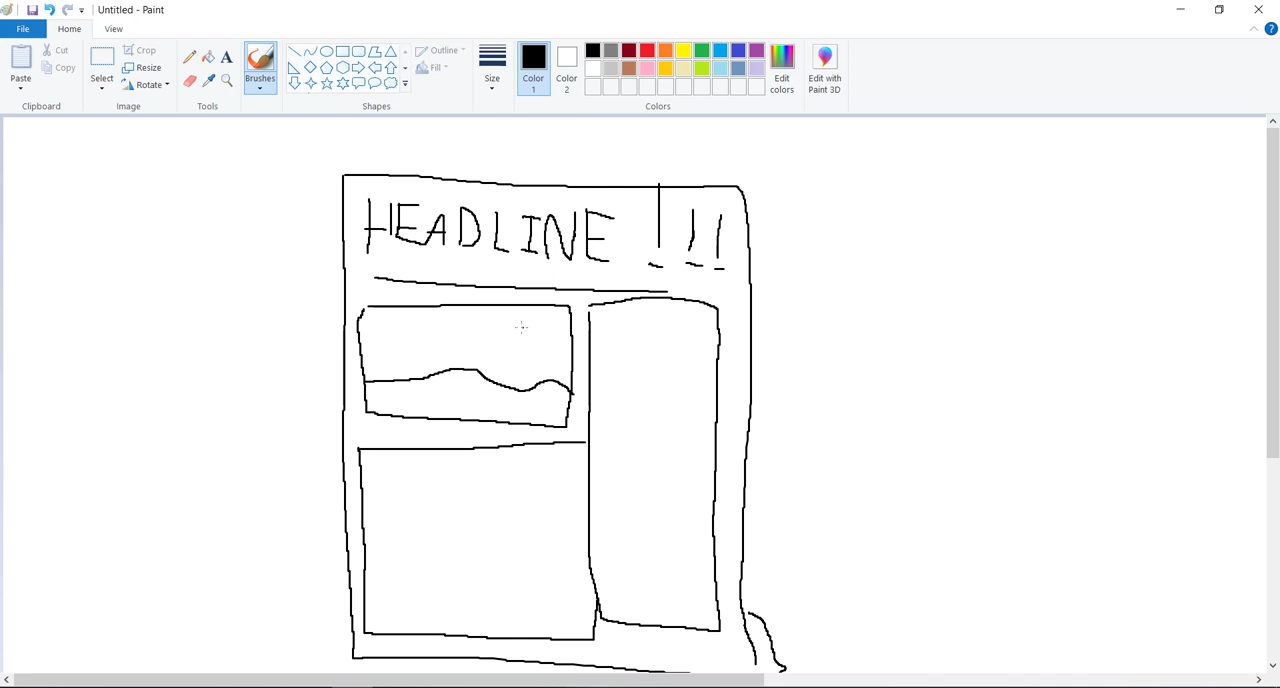 Untitled - Paint
File Home View
Paste Cut Copy
Clipboard
Select Crop Resize Rotate
Image
Tools
Brushes
Outline Fill
Shapes
Size
Color 1
Color 2
Edit colors
Colors
Edit with Paint 3D
HEADLINE !!!